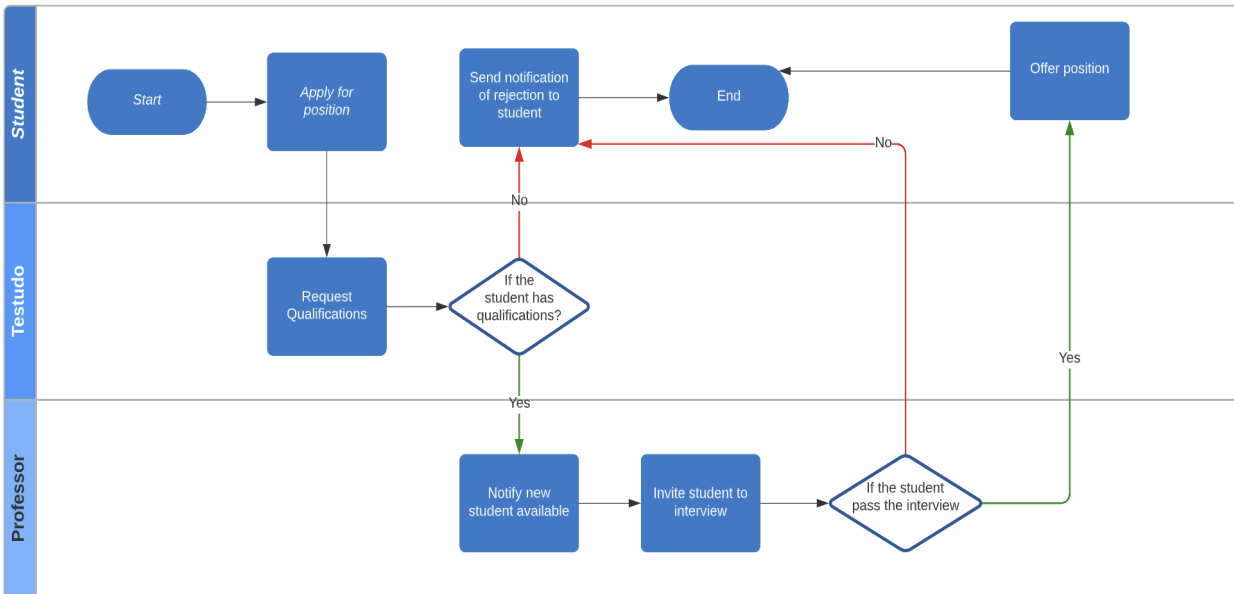 Student
Start
Apply for
position
Send notification
of rejection to
student
End
Offer position
No
No
Testudo
Request
Qualifications
If the
student has
qualifications?
Yes
Yes
Professor
Notify new
student available
Invite student to
interview
If the student
pass the interview